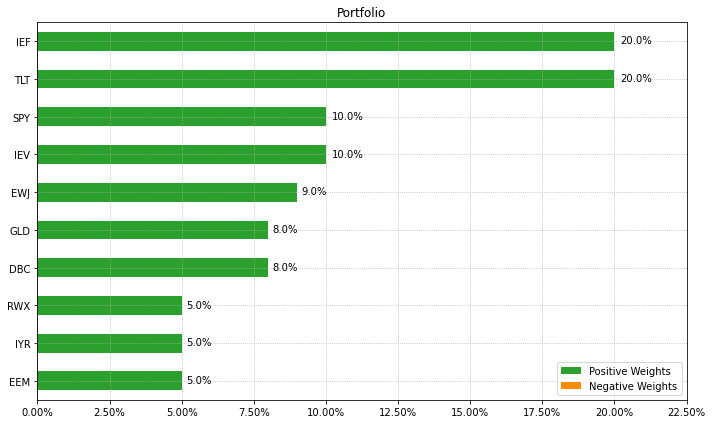 Portfolio
IEF 20.0%
TLT 20.0%
SPY 10.0%
IEV 10.0%
EWJ 9.0%
GLD 8.0%
DBC 8.0%
RWX 5.0%
IYR 5.0%
EEM 5.0%
Positive Weights
Negative Weights
0.00% 2.50% 5.00% 7.50% 10.00% 12.50% 15.00% 17.50% 20.00% 22.50%